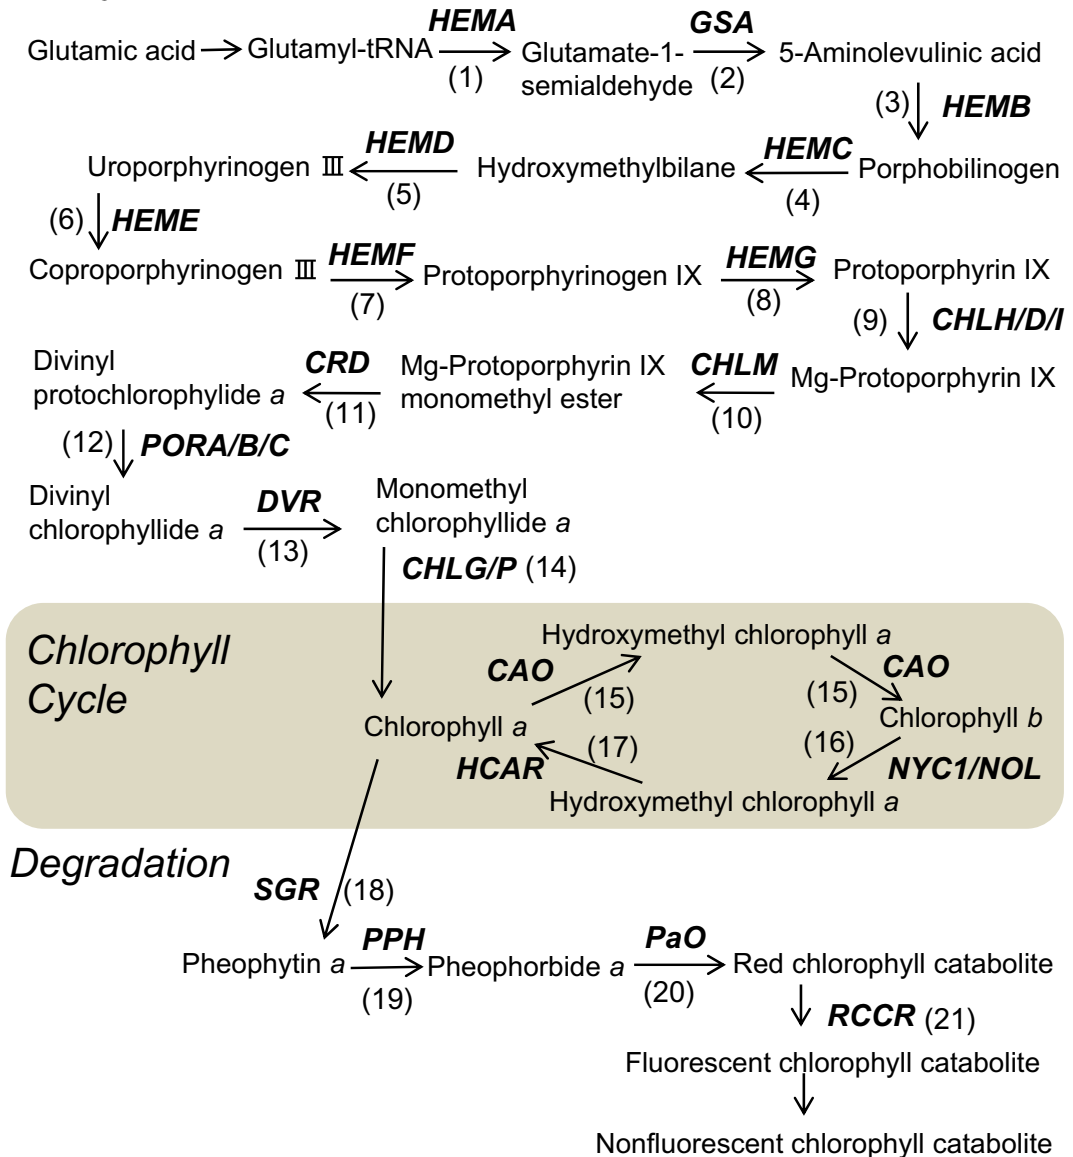 HEMA
GSA
Glutamic acid
Glutamyl-tRNA
(1)
Glutamate-1-
semialdehyde
(2)
5-Aminolevulinic acid
(3)
HEMB
Uroporphyrinogen Ⅲ
HEMD
(5)
Hydroxymethylbilane
HEMC
(4)
Porphobilinogen
(6)
HEME
Coproporphyrinogen Ⅲ
HEMF
(7)
Protoporphyrinogen IX
HEMG
(8)
Protoporphyrin IX
(9)
CHLH/D/I
Divinyl
protochlorophylide a
CRD
(11)
Mg-Protoporphyrin IX
monomethyl ester
CHLM
(10)
Mg-Protoporphyrin IX
(12)
PORA/B/C
Divinyl
chlorophyllide a
DVR
(13)
Monomethyl
chlorophyllide a
CHLG/P (14)
Chlorophyll
Cycle
Hydroxymethyl chlorophyll a
CAO
(15)
(15)
CAO
Chlorophyll a
Chlorophyll b
(17)
HCAR
(16)
NYC1/NOL
Hydroxymethyl chlorophyll a
Degradation
SGR
(18)
Pheophytin a
PPH
(19)
Pheophorbide a
PaO
(20)
Red chlorophyll catabolite
RCCR (21)
Fluorescent chlorophyll catabolite
Nonfluorescent chlorophyll catabolite